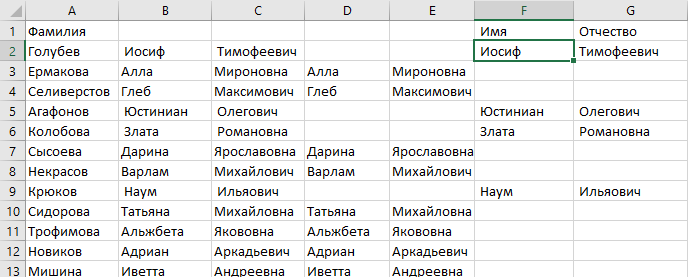 A B C D E F G
1 Фамилия Имя Отчество
2 Голубев Иосиф Тимофеевич Иосиф Тимофеевич
3 Ермакова Алла Мироновна Алла Мироновна
4 Селиверстов Глеб Максимович Глеб Максимович
5 Агафонов Юстиниан Олегович Юстиниан Олегович
6 Колобова Злата Романовна Злата Романовна
7 Сысоева Дарина Ярославовна Дарина Ярославовна
8 Некрасов Варлам Михайлович Варлам Михайлович
9 Крюков Наум Ильяович Наум Ильяович
10 Сидорова Татьяна Михайловна Татьяна Михайловна
11 Трофимова Альжбета Якововна Альжбета Якововна
12 Новиков Адриан Аркадьевич Адриан Аркадьевич
13 Мишина Иветта Андреевна Иветта Андреевна